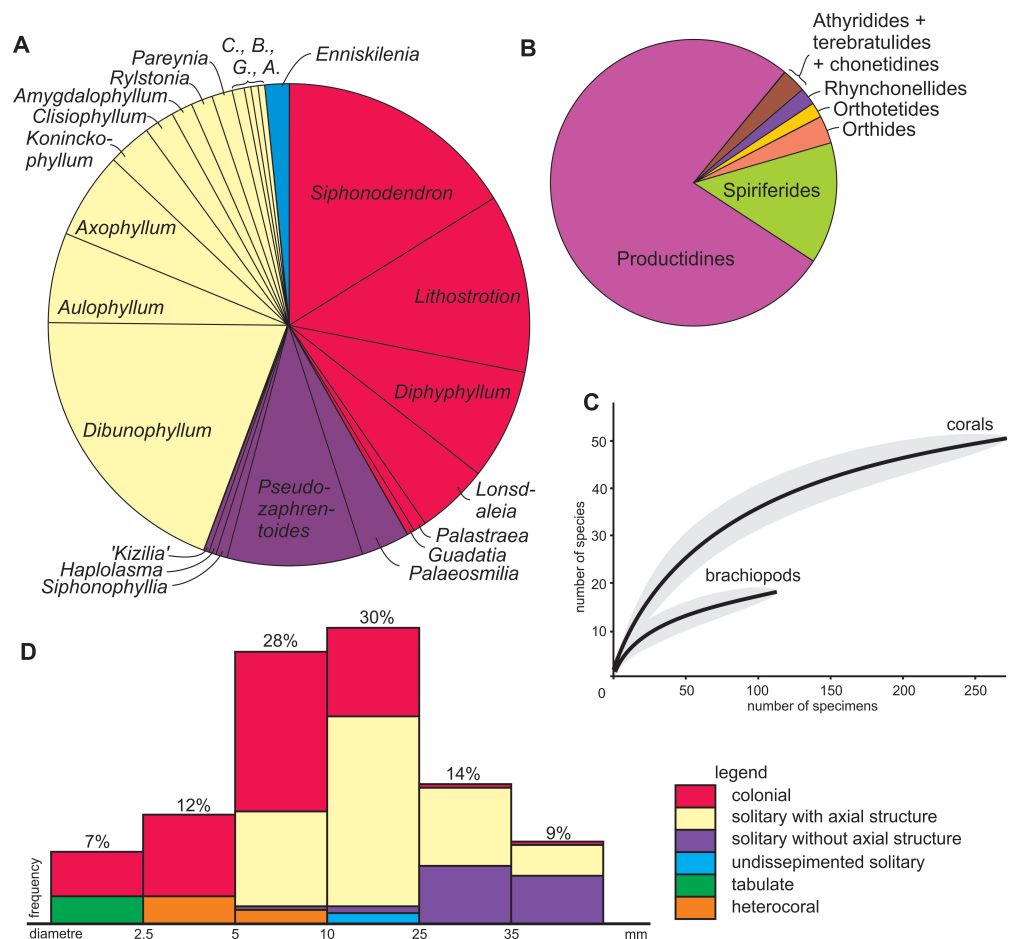 A
C., B.,
G., A.
Enniskilenia
Pareynia
Rylstonia
Amygdalophyllum
Clisiophyllum
Konincko-
phyllum
Siphonodendron
Axophyllum
Lithostrotion
Aulophyllum
Diphyphyllum
Dibunophyllum
Pseudo-
zaphren-
toides
Lonsd-
aleia
Palastraea
Guadatia
Palaeosmilia
'Kizilia'
Haplolasma
Siphonophyllia
B
Athyridides +
terebratulides
+ chonetidines
Rhynchonellides
Orthotetides
Orthides
Spiriferides
Productidines
C
corals
brachiopods
number of species
50
40
30
20
10
0
50
100
150
200
250
number of specimens
D
7%
12%
28%
30%
14%
9%
frequency
diametre
2.5
5
10
25
35
mm
legend
colonial
solitary with axial structure
solitary without axial structure
undissepimented solitary
tabulate
heterocoral